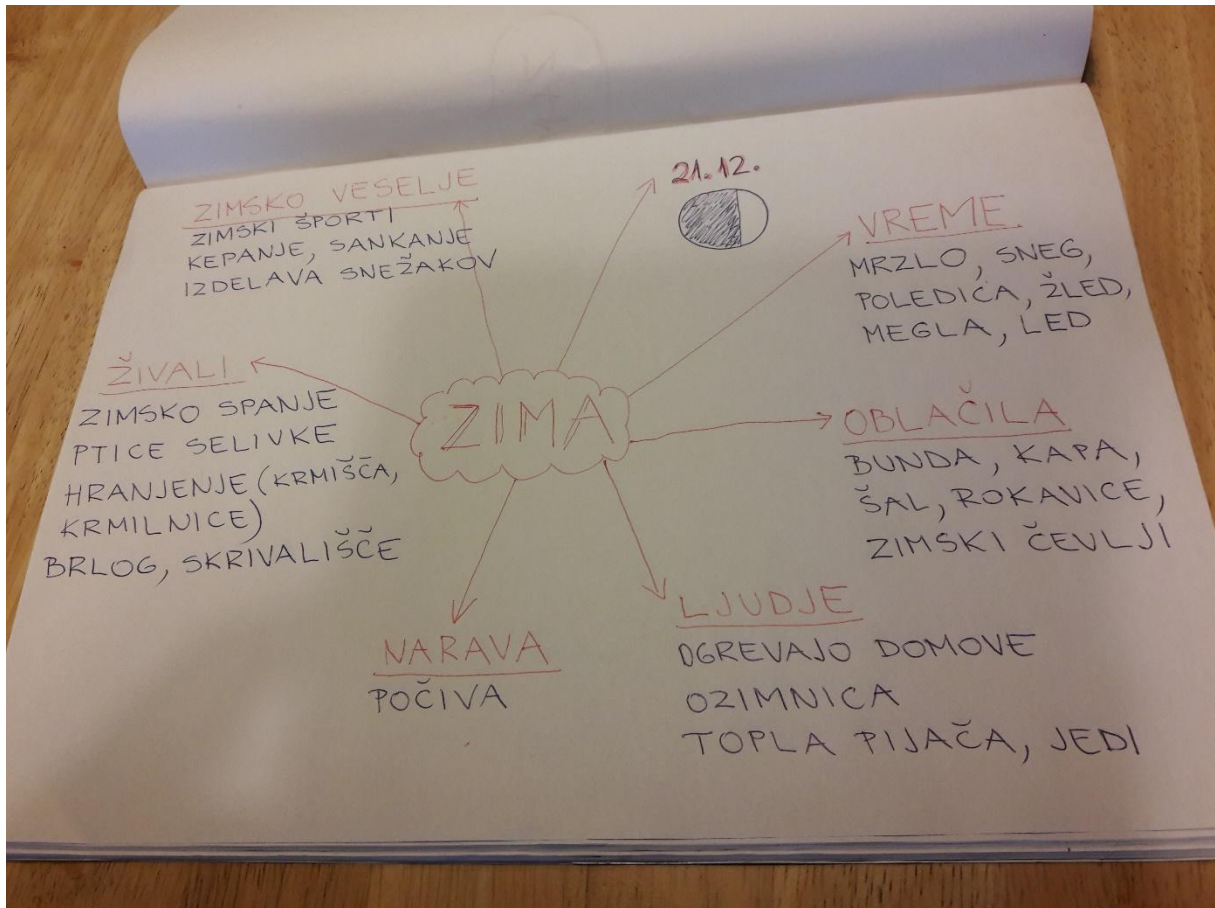 ZIMSKO VESELJE
ZIMSKI ŠPORTI
KEPANJE, SANKANJE
IZDELAVA SNEŽAKOV
21.12.
VREME
MRZLO, SNEG,
POLEDICA, ŽLED,
MEGLA, LED
ŽIVALI
ZIMSKO SPANJE
PTICE SELIVKE
HRANJENJE (KRMIŠČA,
KRMILNICE)
BRLOG, SKRIVALIŠČE
ZIMA
OBLAČILA
BUNDA, KAPA,
ŠAL, ROKAVICE,
ZIMSKI ČEVLJI
NARAVA
POČIVA
LJUDJE
OGREVAJO DOMOVE
OZIMNICA
TOPLA PIJAČA, JEDI